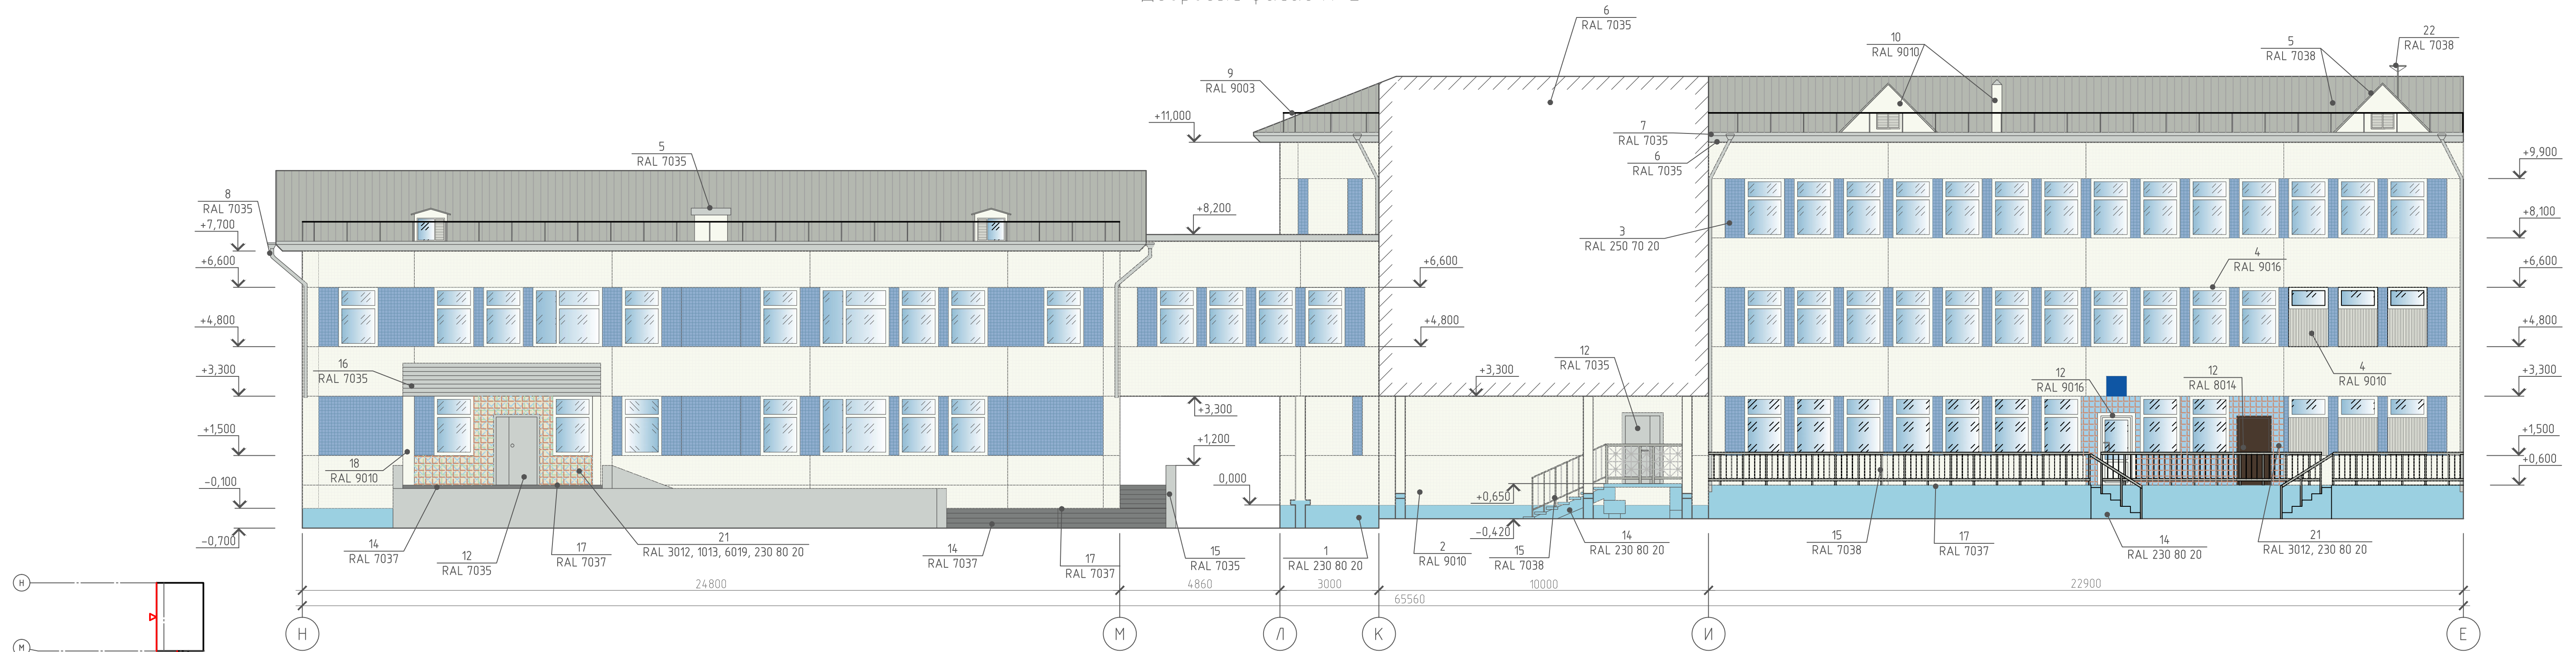 6
RAL 7035
10
RAL 9010
22
RAL 7038
5
RAL 7038
9
RAL 9003
+11,000
7
RAL 7035
6
RAL 7035
+9,900
5
RAL 7035
8
RAL 7035
+7,700
+8,200
+8,100
3
RAL 250 70 20
+6,600
+6,600
4
RAL 9016
+6,600
+4,800
+4,800
+4,800
16
RAL 7035
12
RAL 7035
4
RAL 9010
+3,300
+3,300
+3,300
12
RAL 9016
12
RAL 8014
+3,300
+1,500
+1,200
+1,500
18
RAL 9010
+0,600
-0,100
0,000
+0,650
-0,700
-0,420
14
RAL 7037
12
RAL 7035
17
RAL 7037
21
RAL 3012, 1013, 6019, 230 80 20
14
RAL 7037
17
RAL 7037
15
RAL 7035
1
RAL 230 80 20
2
RAL 9010
15
RAL 7038
14
RAL 230 80 20
15
RAL 7038
17
RAL 7037
14
RAL 230 80 20
21
RAL 3012, 230 80 20
24800
4860
3000
10000
22900
65560
Н
М
Л
К
И
Е
Н
М